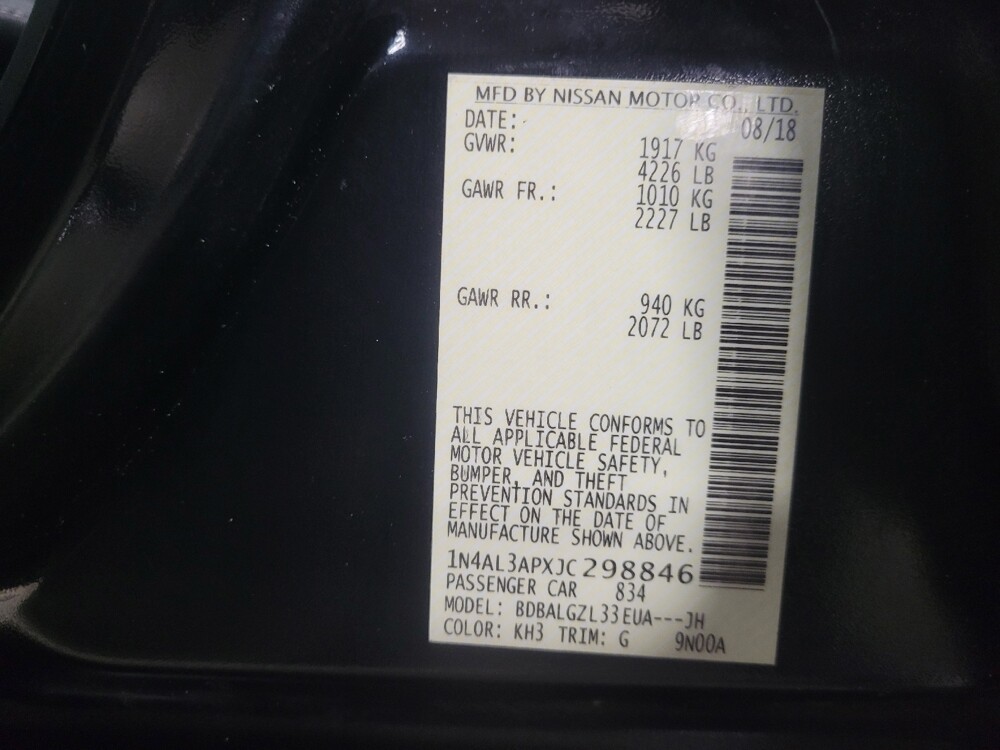 MFD BY NISSAN MOTOR CO., LTD.
DATE: 08/18
GVWR: 1917 KG
4226 LB
GAWR FR.: 1010 KG
2227 LB
GAWR RR.: 940 KG
2072 LB
THIS VEHICLE CONFORMS TO
ALL APPLICABLE FEDERAL
MOTOR VEHICLE SAFETY,
BUMPER, AND THEFT
PREVENTION STANDARDS IN
EFFECT ON THE DATE OF
MANUFACTURE SHOWN ABOVE.
1N4AL3APXJC298846
PASSENGER CAR 834
MODEL: BDBALGZL33EUA---JH
COLOR: KH3 TRIM: G 9N00A